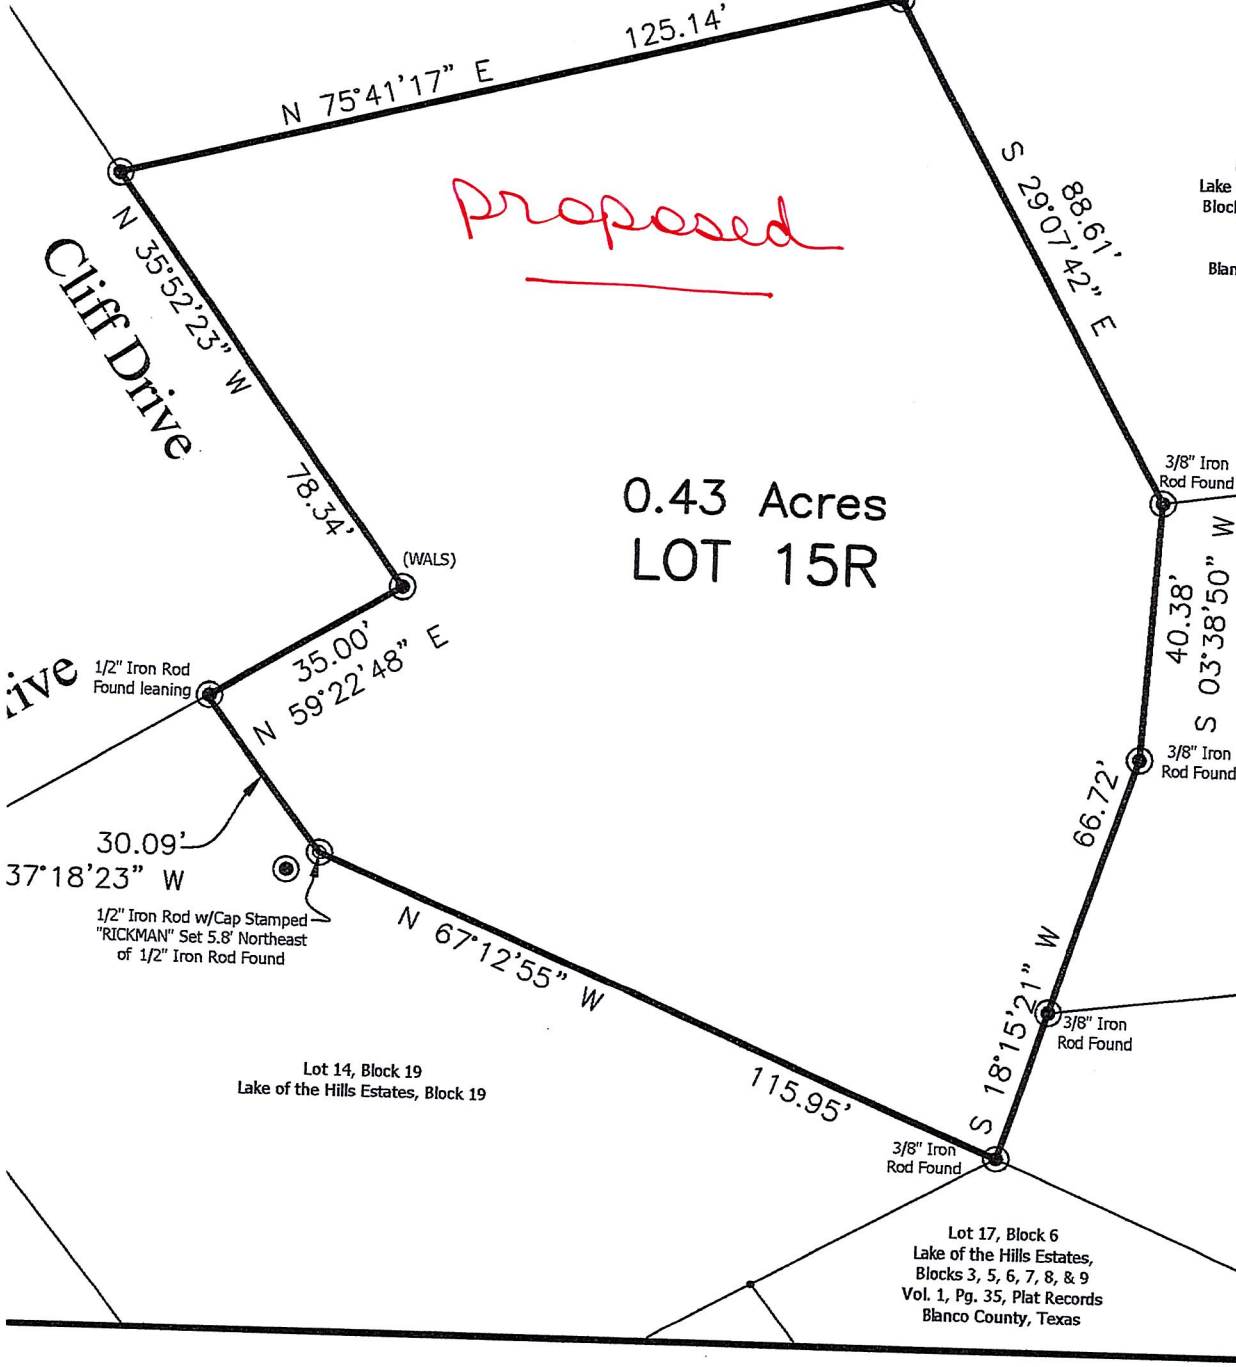 125.14'
N 75°41'17" E
proposed
S 29°07'42" E
88.61'
Lake
Block
Blan
N 35°52'23" W
78.34'
Cliff Drive
3/8" Iron
Rod Found
0.43 Acres
LOT 15R
(WALS)
40.38'
S 03°38'50" W
35.00'
N 59°22'48" E
1/2" Iron Rod
Found leaning
rive
3/8" Iron
Rod Found
66.72'
S 18°15'21" W
30.09'
37°18'23" W
1/2" Iron Rod w/Cap Stamped
"RICKMAN" Set 5.8' Northeast
of 1/2" Iron Rod Found
N 67°12'55" W
115.95'
3/8" Iron
Rod Found
Lot 14, Block 19
Lake of the Hills Estates, Block 19
3/8" Iron
Rod Found
Lot 17, Block 6
Lake of the Hills Estates,
Blocks 3, 5, 6, 7, 8, & 9
Vol. 1, Pg. 35, Plat Records
Blanco County, Texas